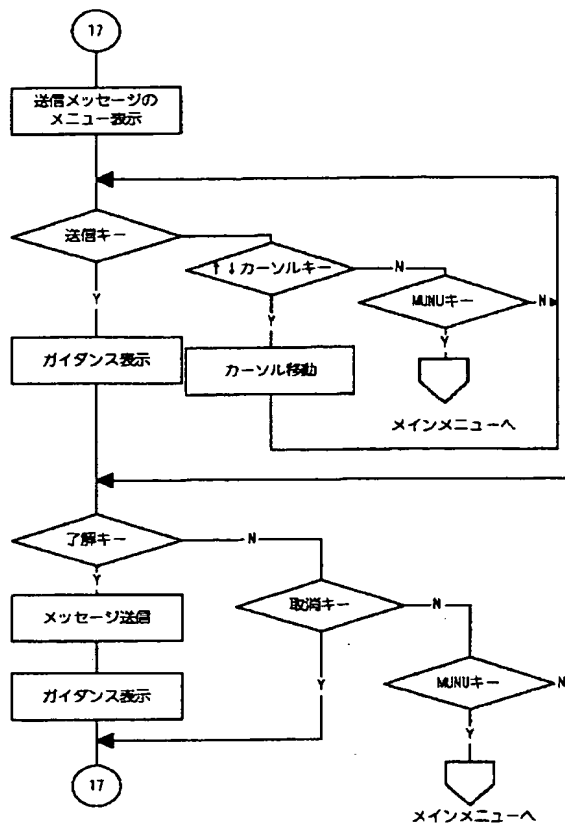 17
送信メッセージの
メニュー表示
送信キー
↑ ↓ カーソルキー
N
MUNUキー
N
Y
Y
Y
ガイダンス表示
カーソル移動
メインメニューへ
了解キー
N
Y
取消キー
N
メッセージ送信
Y
MUNUキー
N
ガイダンス表示
Y
17
メインメニューへ